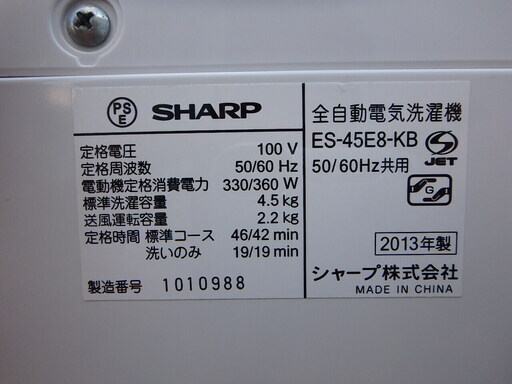 PSE SHARP
定格電圧 100 V
定格周波数 50/60 Hz
電動機定格消費電力 330/360 W
標準洗濯容量 4.5 kg
送風運転容量 2.2 kg
定格時間 標準コース 46/42 min
洗いのみ 19/19 min
製造番号 1010988
全自動電気洗濯機
ES-45E8-KB
50/60Hz共用
JET
G
2013年製
シャープ株式会社
MADE IN CHINA